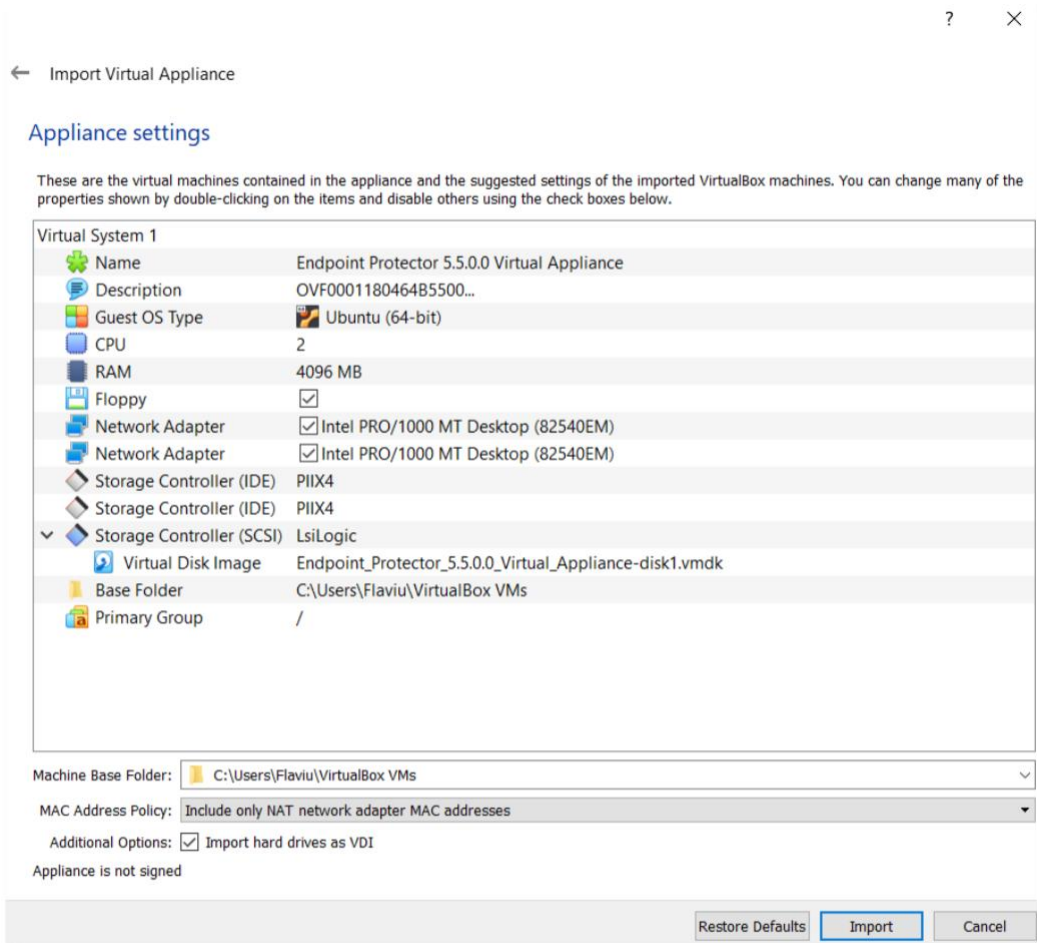 ?
Import Virtual Appliance
Appliance settings
These are the virtual machines contained in the appliance and the suggested settings of the imported VirtualBox machines. You can change many of the
properties shown by double-clicking on the items and disable others using the check boxes below.
Virtual System 1
Name Endpoint Protector 5.5.0.0 Virtual Appliance
Description OVF0001180464B5500...
Guest OS Type Ubuntu (64-bit)
CPU 2
RAM 4096 MB
Floppy
Network Adapter Intel PRO/1000 MT Desktop (82540EM)
Network Adapter Intel PRO/1000 MT Desktop (82540EM)
Storage Controller (IDE) PIIX4
Storage Controller (IDE) PIIX4
Storage Controller (SCSI) LsiLogic
Virtual Disk Image Endpoint_Protector_5.5.0.0_Virtual_Appliance-disk1.vmdk
Base Folder C:\Users\Flaviu\VirtualBox VMs
Primary Group /
Machine Base Folder: C:\Users\Flaviu\VirtualBox VMs
MAC Address Policy: Include only NAT network adapter MAC addresses
Additional Options: Import hard drives as VDI
Appliance is not signed
Restore Defaults Import Cancel